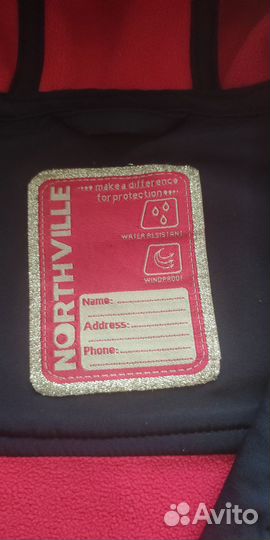 NORTHVILLE
make a difference
for protection
WATER RESISTANT
WINDPROOF
Name:
Address:
Phone:
Avito